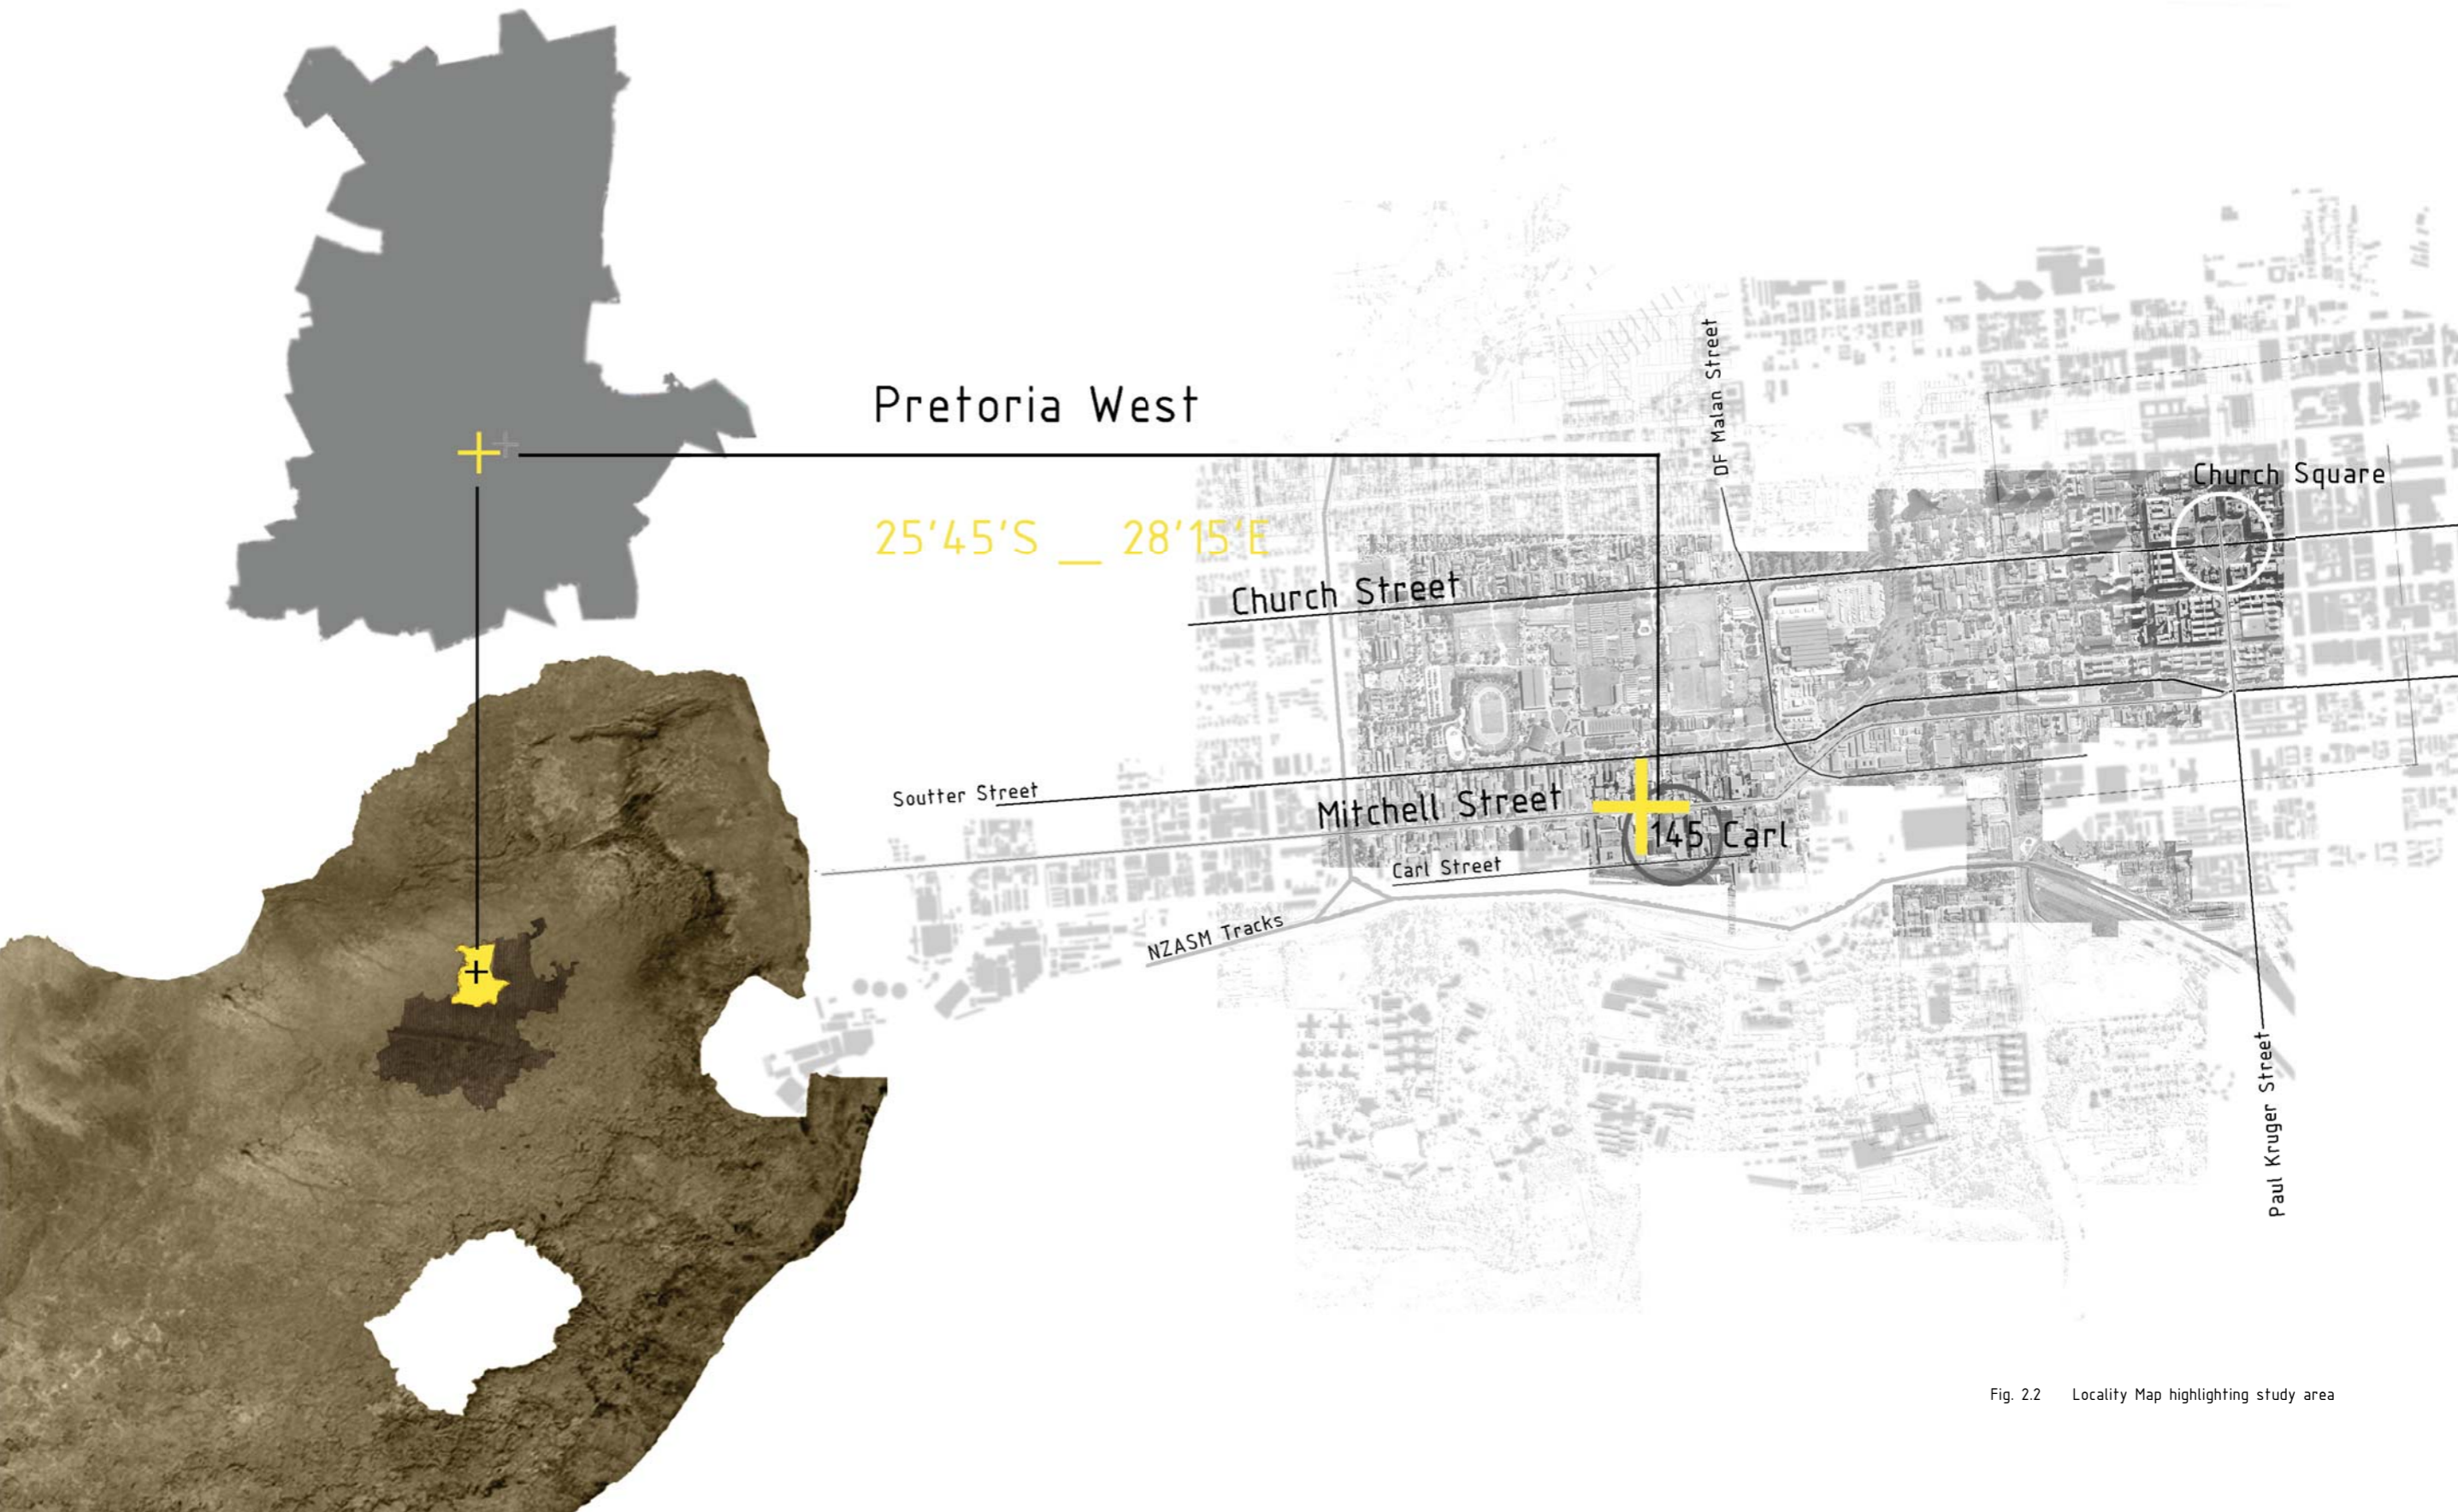 Pretoria West
25'45'S __ 28'15'E
DF Malan Street
Church Square
Church Street
Soutter Street
Mitchell Street
145 Carl
Carl Street
NZASM Tracks
Paul Kruger Street
Fig. 2.2 Locality Map highlighting study area